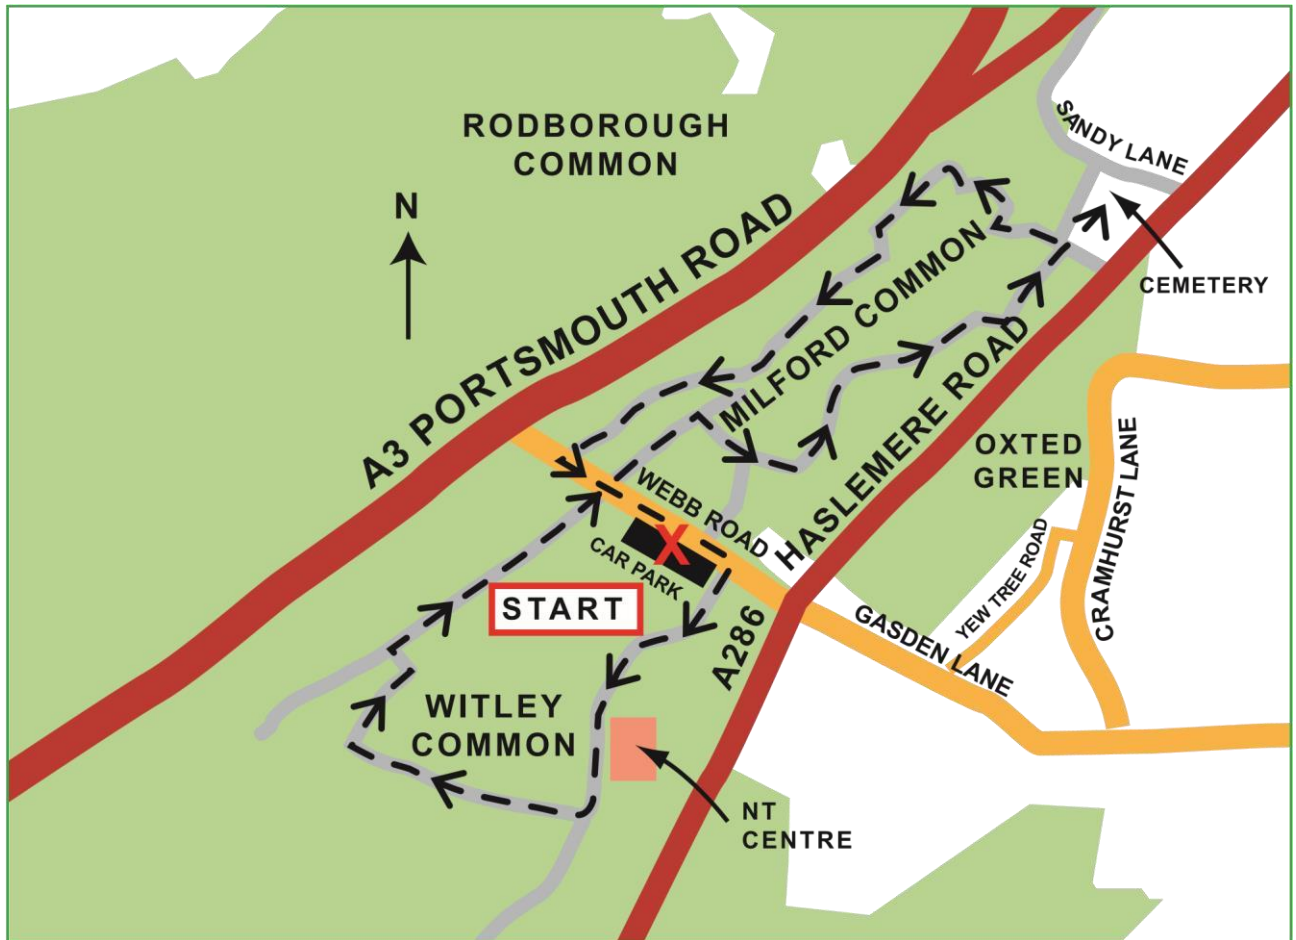 RODBOROUGH
COMMON
SANDY LANE
N
A3 PORTSMOUTH ROAD
CEMETERY
MILFORD COMMON
HASLEMERE ROAD
OXTED
GREEN
CRAMHURST LANE
WEBB ROAD
X
CAR PARK
YEW TREE ROAD
START
A286
GASDEN LANE
WITLEY
COMMON
NT
CENTRE